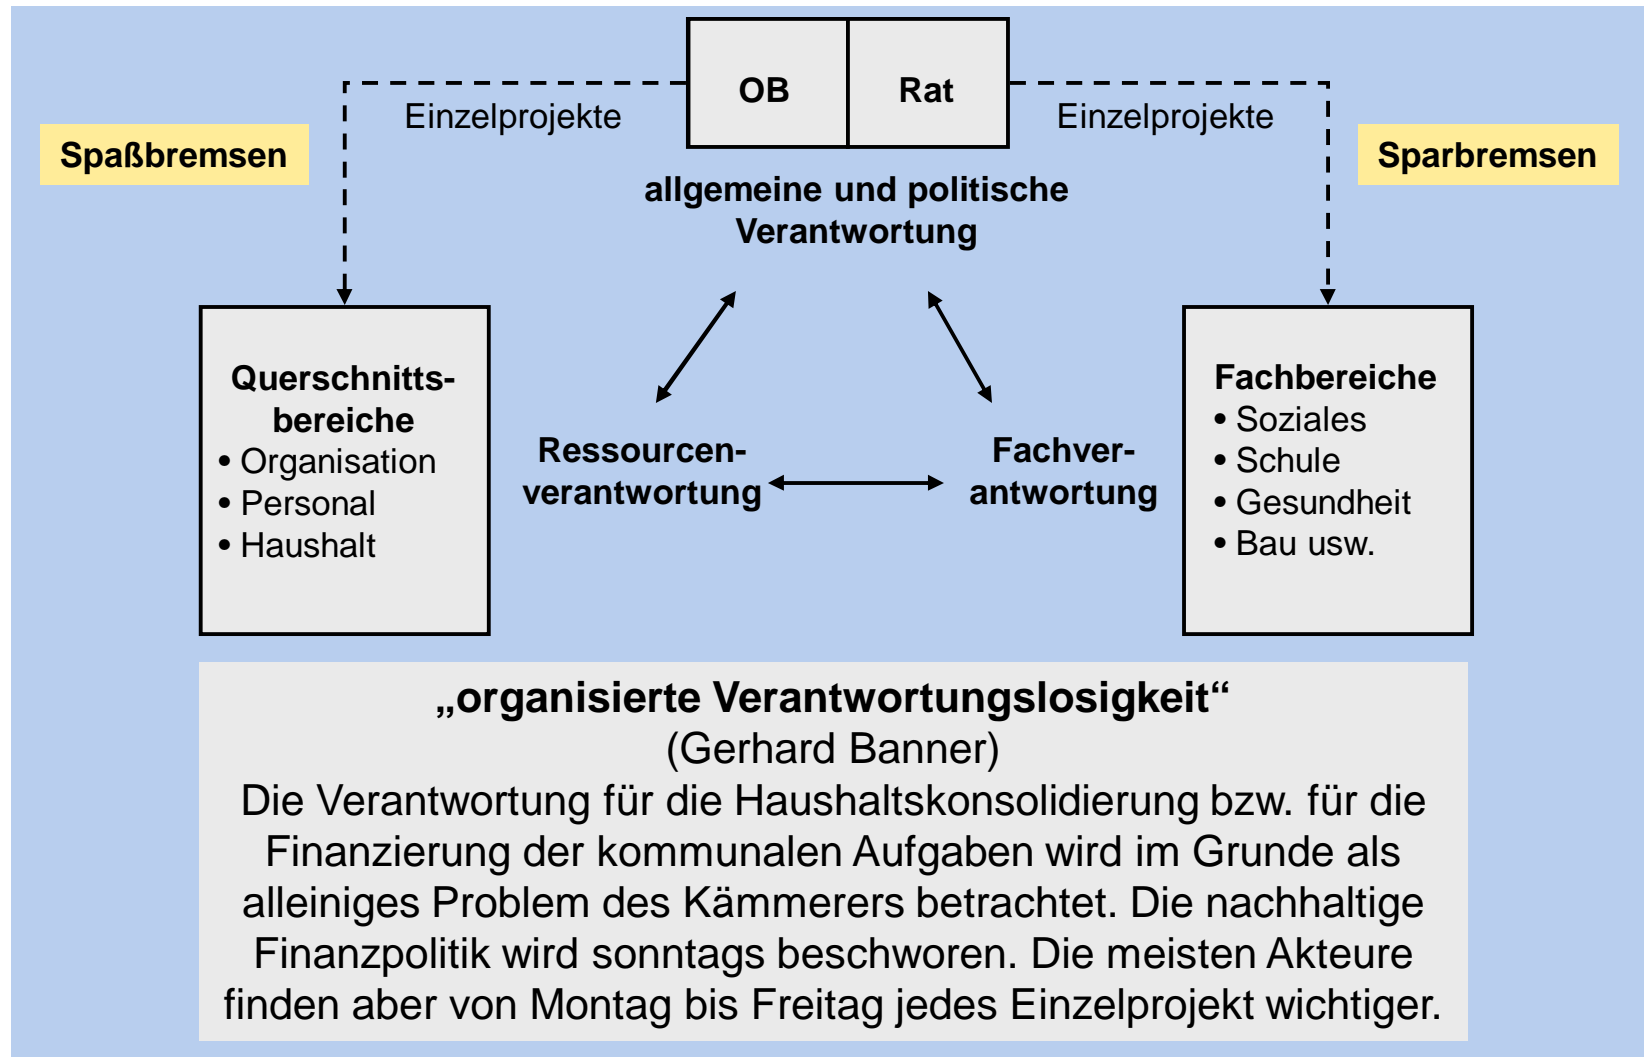 OB
Rat
Einzelprojekte
Einzelprojekte
Spaßbremsen
Sparbremsen
allgemeine und politische
Verantwortung
Querschnitts-
bereiche
• Organisation
• Personal
• Haushalt
Ressourcen-
verantwortung
Fachver-
antwortung
Fachbereiche
• Soziales
• Schule
• Gesundheit
• Bau usw.
„organisierte Verantwortungslosigkeit“
(Gerhard Banner)
Die Verantwortung für die Haushaltskonsolidierung bzw. für die
Finanzierung der kommunalen Aufgaben wird im Grunde als
alleiniges Problem des Kämmerers betrachtet. Die nachhaltige
Finanzpolitik wird sonntags beschworen. Die meisten Akteure
finden aber von Montag bis Freitag jedes Einzelprojekt wichtiger.